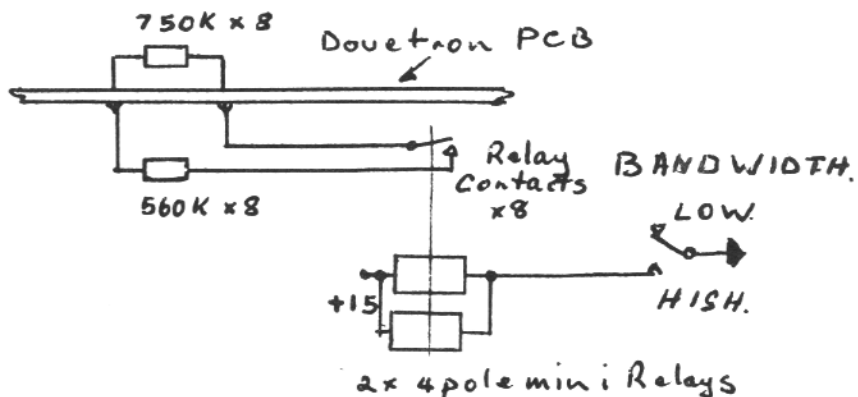 750K x 8
Dovetron PCB
Relay
Contacts
x8
560K x 8
BANDWIDTH.
LOW.
HIGH.
+15
2x 4pole mini Relays